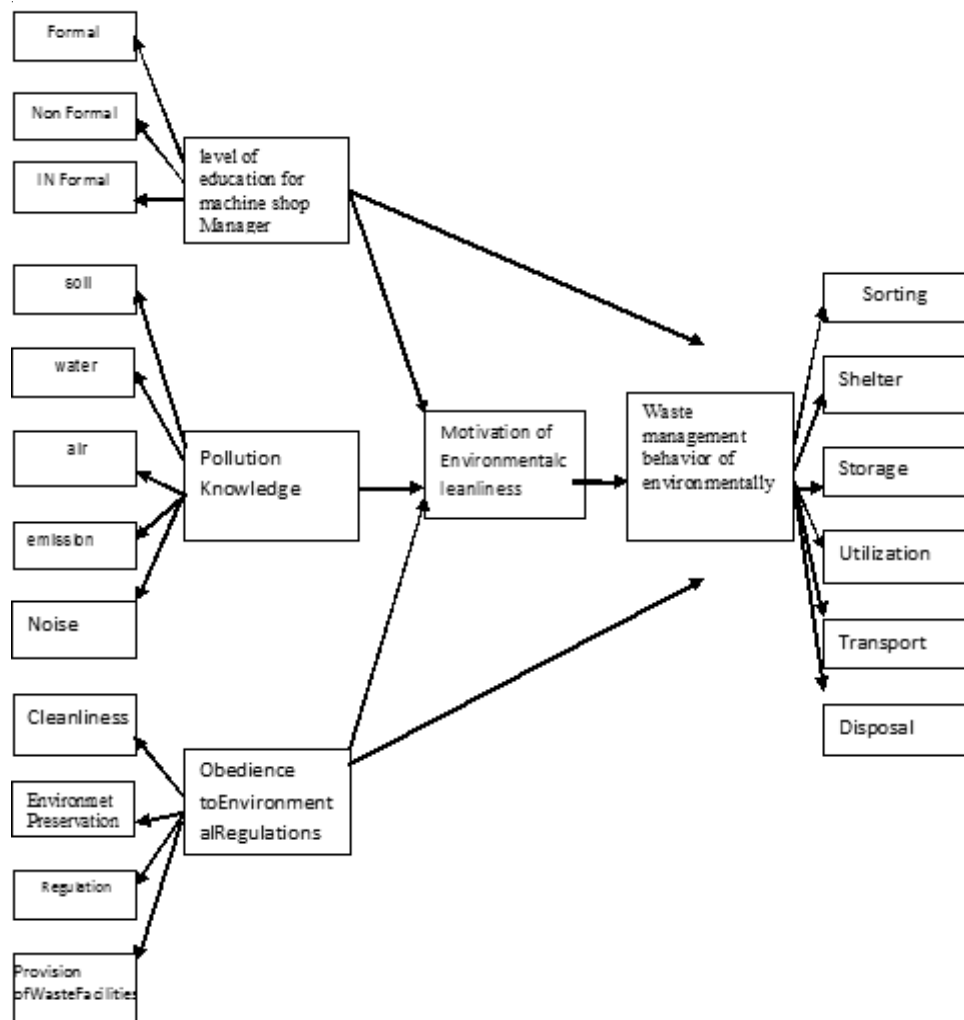 Formal
Non Formal
IN Formal
level of
education for
machine shop
Manager
soil
water
air
emission
Noise
Pollution
Knowledge
Motivation of
Environmentalc
leanliness
Waste
management
behavior of
environmentally
Sorting
Shelter
Storage
Utilization
Transport
Disposal
Cleanliness
Environmet
Preservation
Regulation
Provision
ofWasteFacilities
Obedience
toEnvironment
alRegulations